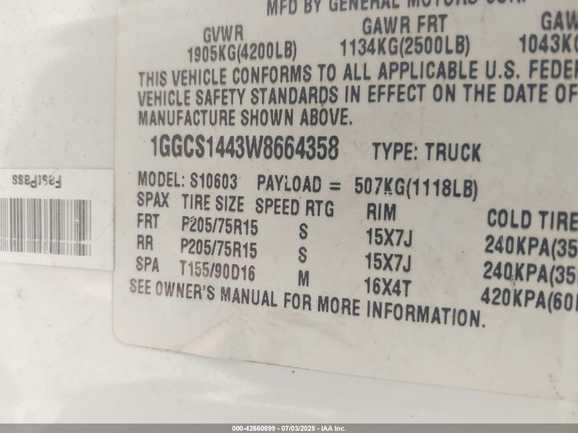 MFD BY GENERAL MOTORS CORP.
GVWR GAWR FRT GAW
1905KG(4200LB) 1134KG(2500LB) 1043K
THIS VEHICLE CONFORMS TO ALL APPLICABLE U.S. FEDE
VEHICLE SAFETY STANDARDS IN EFFECT ON THE DATE OF
MANUFACTURE SHOWN ABOVE.
1GGCS1443W8664358 TYPE: TRUCK
MODEL: S10603 PAYLOAD = 507KG(1118LB)
SPAX TIRE SIZE SPEED RTG RIM COLD TIRE
FRT P205/75R15 S 15X7J 240KPA(35
RR P205/75R15 S 15X7J 240KPA(35
SPA T155/90D16 M 16X4T 420KPA(60
SEE OWNER'S MANUAL FOR MORE INFORMATION.
FastPass
000-42660899 - 07/03/2025 - IAA Inc.